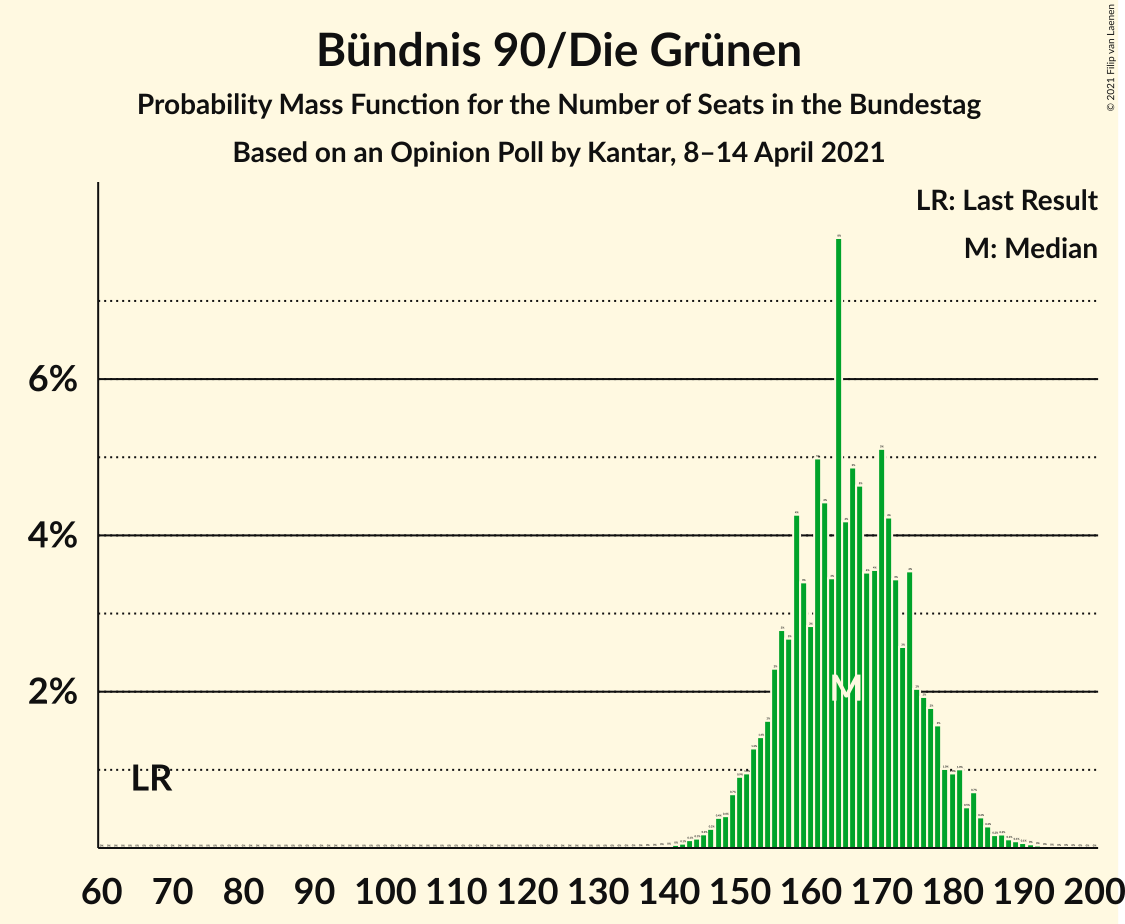 Bündnis 90/Die Grünen
Probability Mass Function for the Number of Seats in the Bundestag
Based on an Opinion Poll by Kantar, 8–14 April 2021
© 2021 Filip van Laenen
LR: Last Result
M: Median
6%
4%
2%
M
LR
60 70 80 90 100 110 120 130 140 150 160 170 180 190 200